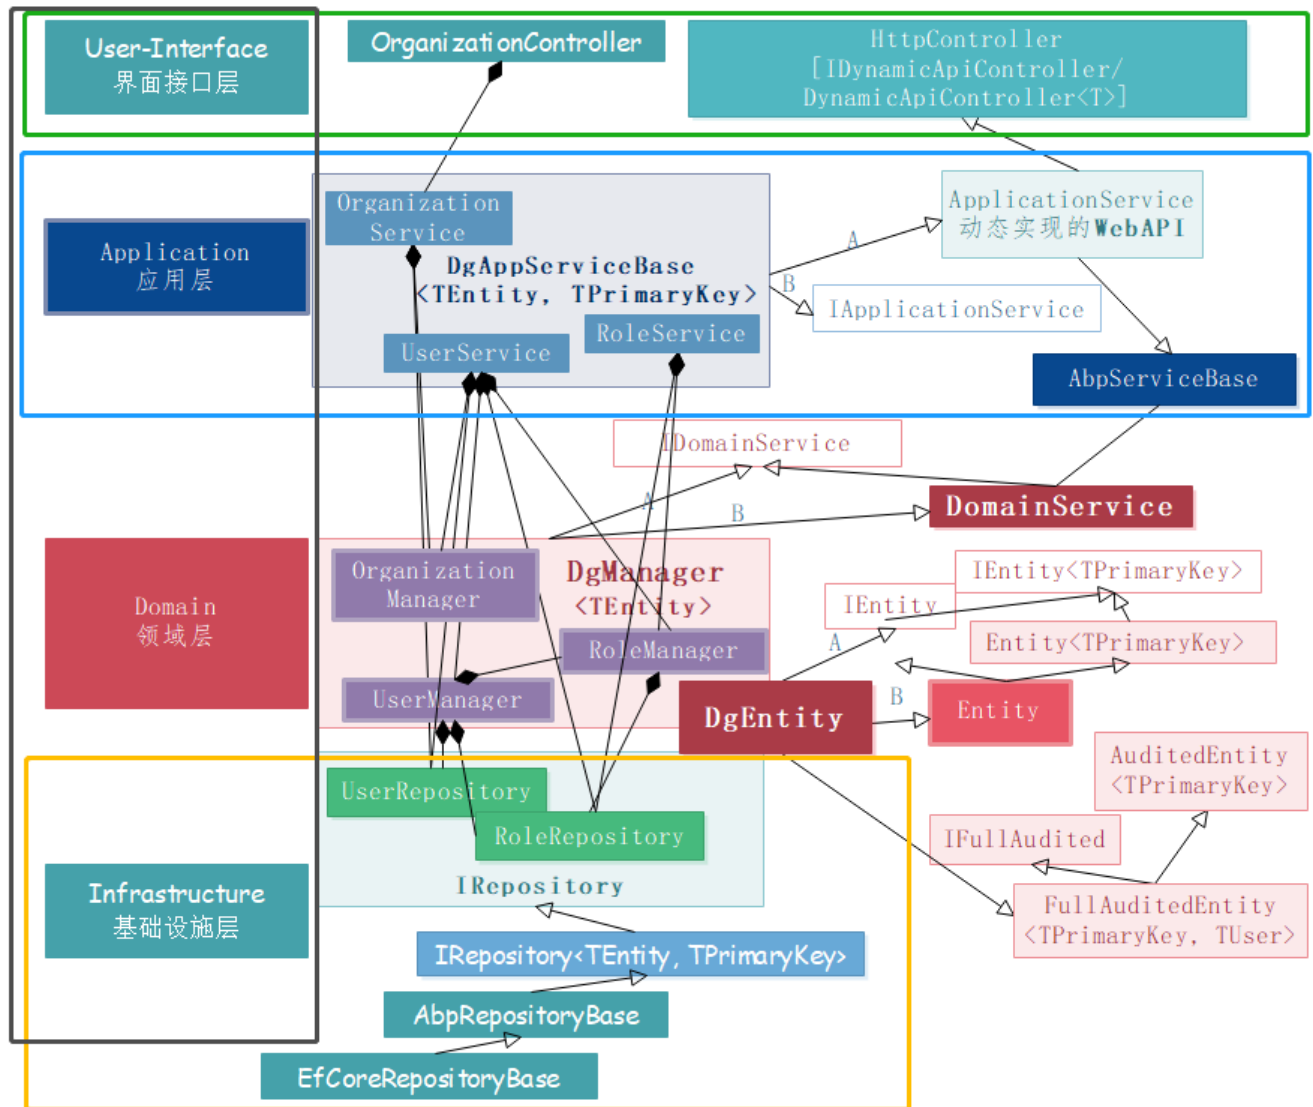 User-Interface
界面接口层
OrganizationController
HttpController
[IDynamicApiController/
DynamicApiController<T>]
Application
应用层
Organization
Service
DgAppServiceBase
<TEntity, TPrimaryKey>
RoleService
UserService
A
B
ApplicationService
动态实现的WebAPI
IApplicationService
AbpServiceBase
IDomainService
A
B
DomainService
Domain
领域层
Organization
Manager
DgManager
<TEntity>
RoleManager
UserManager
IEntity<TPrimaryKey>
IEntity
A
Entity<TPrimaryKey>
DgEntity
B
Entity
AuditedEntity
<TPrimaryKey>
IFullAudited
FullAuditedEntity
<TPrimaryKey, TUser>
UserRepository
RoleRepository
IRepository
Infrastructure
基础设施层
IRepository<TEntity, TPrimaryKey>
AbpRepositoryBase
EfCoreRepositoryBase